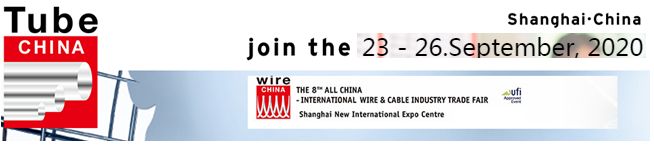 Tube
CHINA
Shanghai·China
join the 23 - 26.September, 2020
wire
CHINA
THE 8TH ALL CHINA
- INTERNATIONAL WIRE & CABLE INDUSTRY TRADE FAIR
Shanghai New International Expo Centre
ufi
Approved
Event